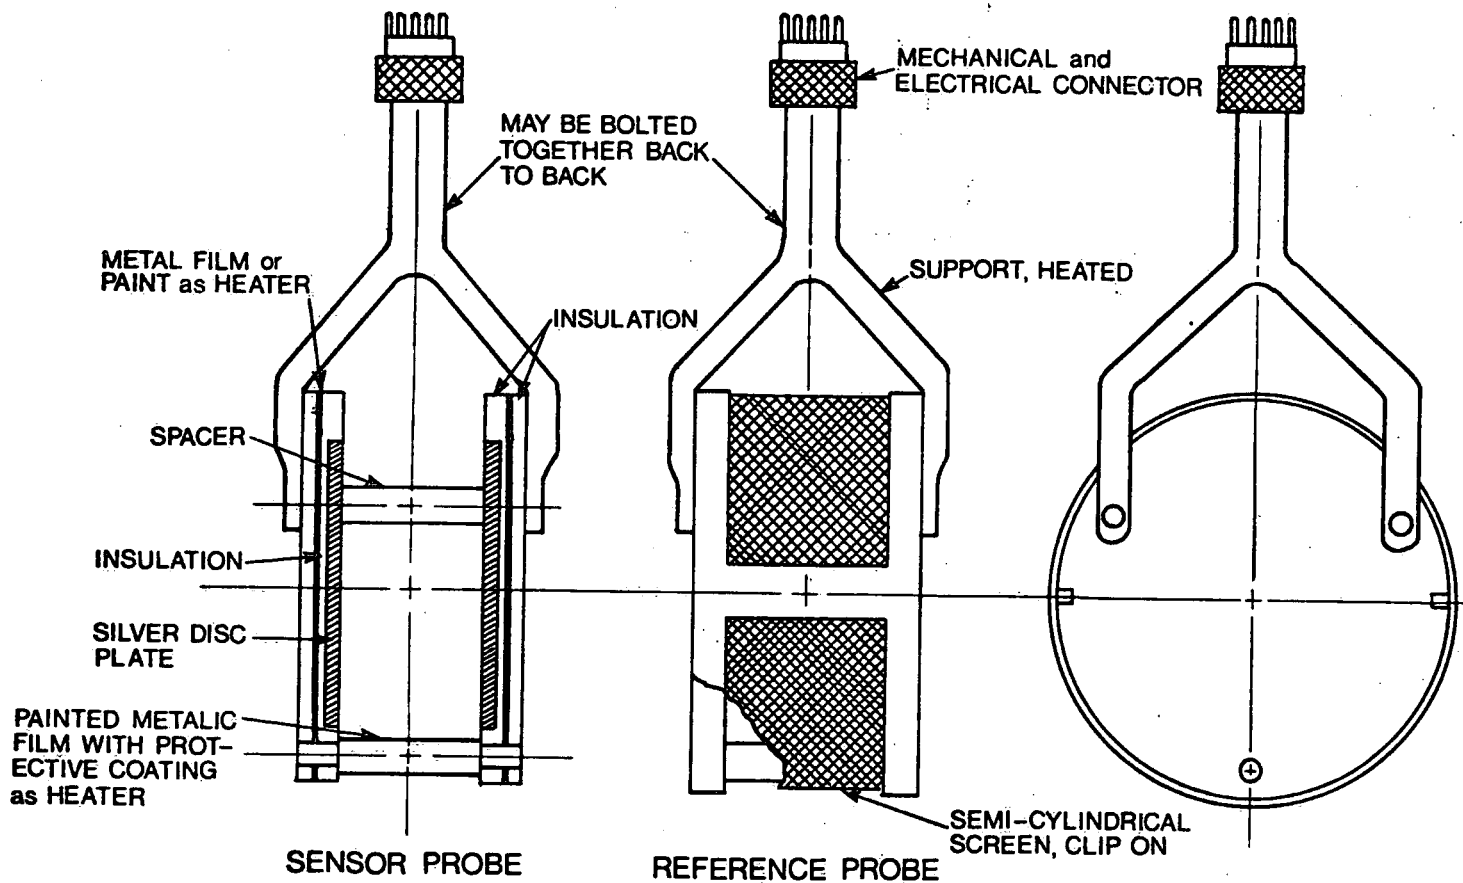 MECHANICAL and
ELECTRICAL CONNECTOR
MAY BE BOLTED
TOGETHER BACK
TO BACK
METAL FILM or
PAINT as HEATER
SUPPORT, HEATED
INSULATION
SPACER
INSULATION
SILVER DISC
PLATE
PAINTED METALIC
FILM WITH PROT-
ECTIVE COATING
as HEATER
SEMI-CYLINDRICAL
SCREEN, CLIP ON
SENSOR PROBE
REFERENCE PROBE